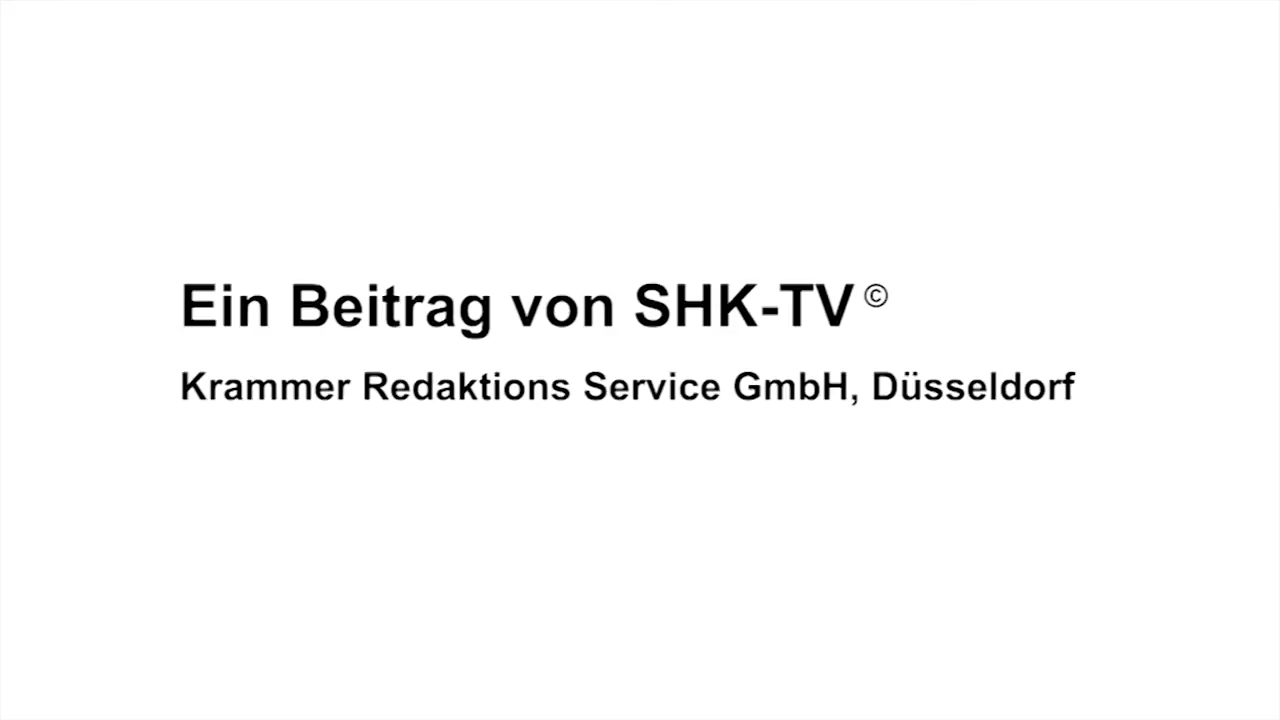 Ein Beitrag von SHK-TV ©
Krammer Redaktions Service GmbH, Düsseldorf